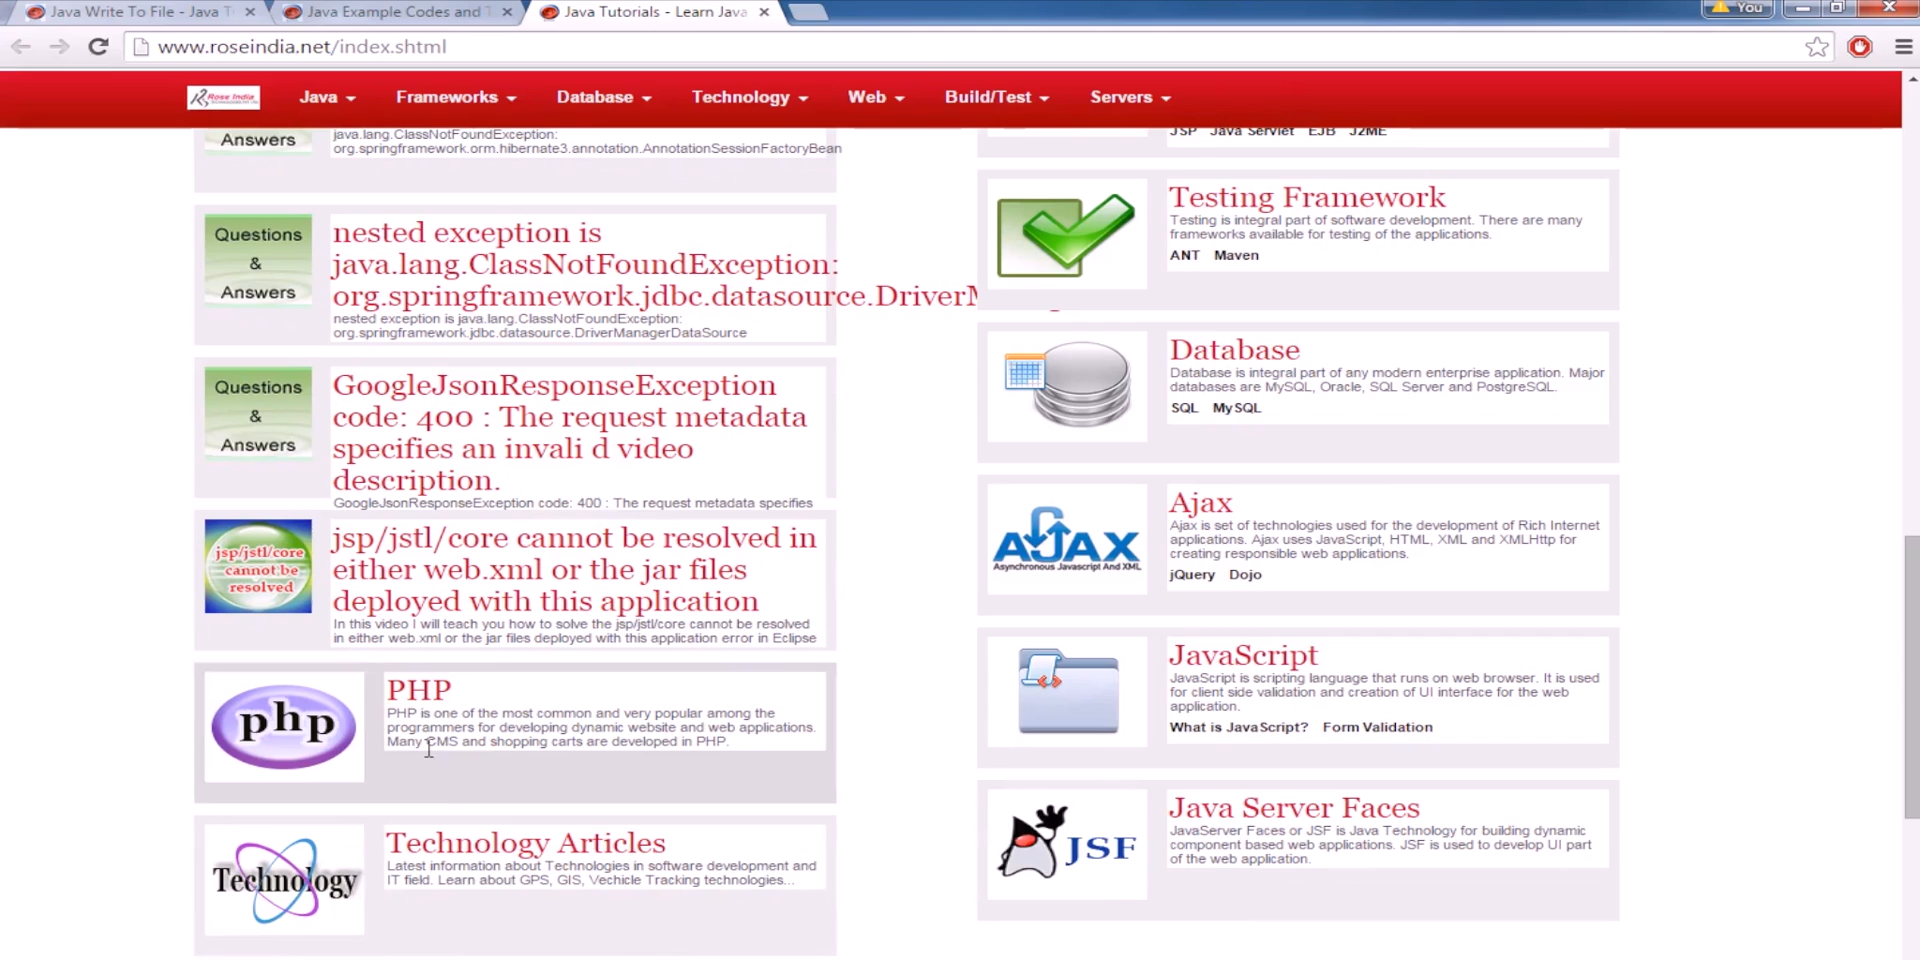 Java Write To File - Java T
Java Example Codes and T
Java Tutorials - Learn Java
You
www.roseindia.net/index.shtml
Rose India
Java
Frameworks
Database
Technology
Web
Build/Test
Servers
Answers
java.lang.ClassNotFoundException:
org.springframework.orm.hibernate3.annotation.AnnotationSessionFactoryBean
Questions
&
Answers
nested exception is
java.lang.ClassNotFoundException:
org.springframework.jdbc.datasource.DriverM
nested exception is java.lang.ClassNotFoundException:
org.springframework.jdbc.datasource.DriverManagerDataSource
Questions
&
Answers
GoogleJsonResponseException
code: 400 : The request metadata
specifies an invali d video
description.
GoogleJsonResponseException code: 400 : The request metadata specifies
jsp/jstl/core
cannot be
resolved
jsp/jstl/core cannot be resolved in
either web.xml or the jar files
deployed with this application
In this video I will teach you how to solve the jsp/jstl/core cannot be resolved
in either web.xml or the jar files deployed with this application error in Eclipse
php
PHP
PHP is one of the most common and very popular among the
programmers for developing dynamic website and web applications.
Many CMS and shopping carts are developed in PHP.
Technology
Technology Articles
Latest information about Technologies in software development and
IT field. Learn about GPS, GIS, Vechicle Tracking technologies...
JSP Java Servlet EJB J2ME
Testing Framework
Testing is integral part of software development. There are many
frameworks available for testing of the applications.
ANT Maven
Database
Database is integral part of any modern enterprise application. Major
databases are MySQL, Oracle, SQL Server and PostgreSQL.
SQL MySQL
AJAX
Asynchronous Javascript And XML
Ajax
Ajax is set of technologies used for the development of Rich Internet
applications. Ajax uses JavaScript, HTML, XML and XMLHttp for
creating responsible web applications.
jQuery Dojo
JavaScript
JavaScript is scripting language that runs on web browser. It is used
for client side validation and creation of UI interface for the web
application.
What is JavaScript? Form Validation
JSF
Java Server Faces
JavaServer Faces or JSF is Java Technology for building dynamic
component based web applications. JSF is used to develop UI part
of the web application.